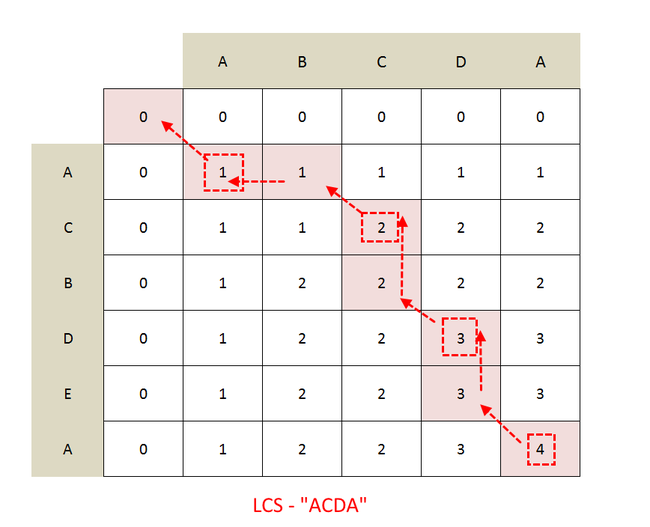 A B C D A
0 0 0 0 0 0
A 0 1 1 1 1 1
C 0 1 1 2 2 2
B 0 1 2 2 2 2
D 0 1 2 2 3 3
E 0 1 2 2 3 3
A 0 1 2 2 3 4
LCS - "ACDA"